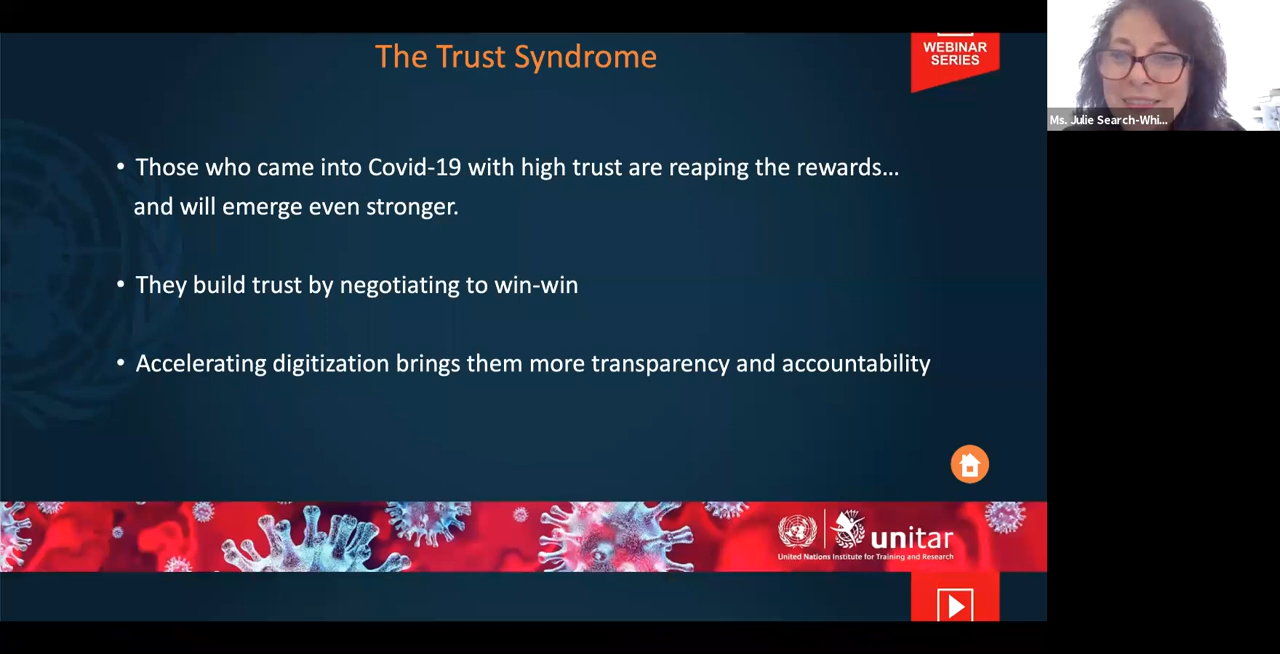 The Trust Syndrome
WEBINAR
SERIES
Ms. Julie Search-Whi...
• Those who came into Covid-19 with high trust are reaping the rewards...
and will emerge even stronger.
• They build trust by negotiating to win-win
• Accelerating digitization brings them more transparency and accountability
unitar
United Nations Institute for Training and Research